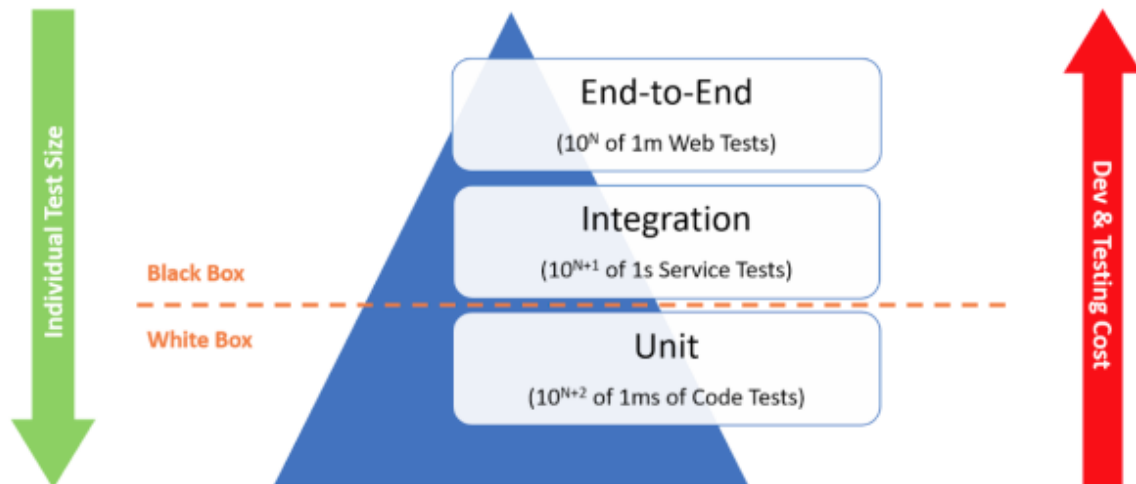 Individual Test Size
End-to-End
(10ᴺ of 1m Web Tests)
Integration
(10ᴺ⁺¹ of 1s Service Tests)
Black Box
White Box
Unit
(10ᴺ⁺² of 1ms of Code Tests)
Dev & Testing Cost